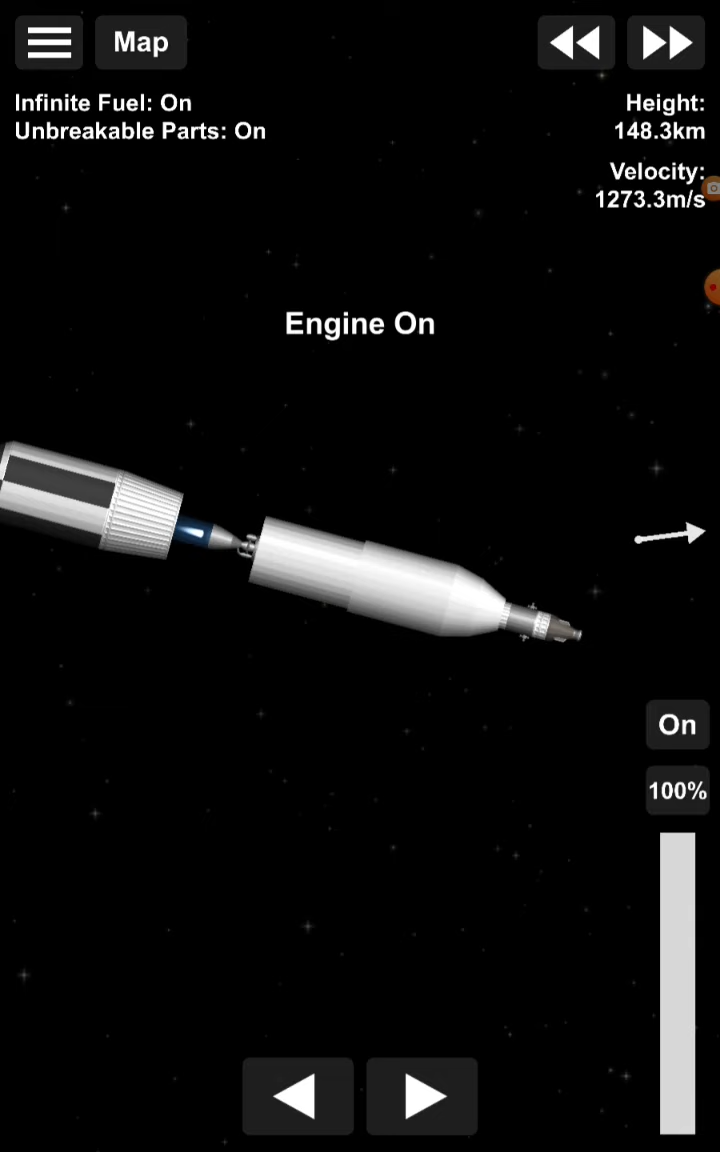 Map
Infinite Fuel: On
Unbreakable Parts: On
Height:
148.3km
Velocity:
1273.3m/s
Engine On
On
100%